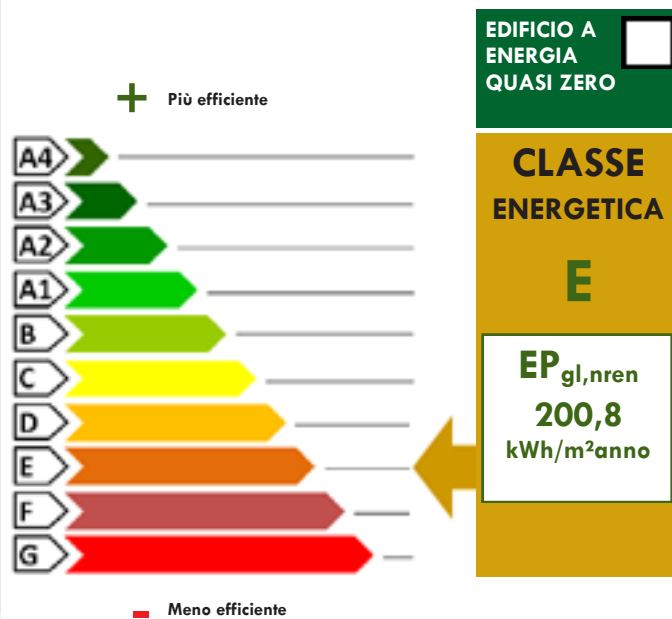 EDIFICIO A
ENERGIA
QUASI ZERO
+ Più efficiente
A4
A3
A2
A1
B
C
D
E
F
G
- Meno efficiente
CLASSE
ENERGETICA
E
EPgl,nren
200,8
kWh/m²anno